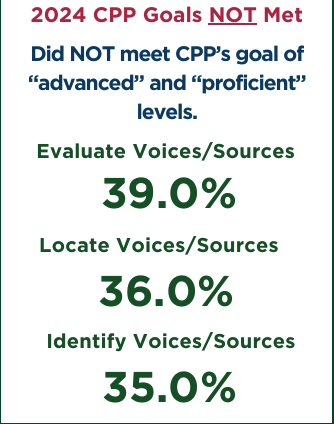 2024 CPP Goals NOT Met
Did NOT meet CPP’s goal of
“advanced” and “proficient”
levels.
Evaluate Voices/Sources
39.0%
Locate Voices/Sources
36.0%
Identify Voices/Sources
35.0%